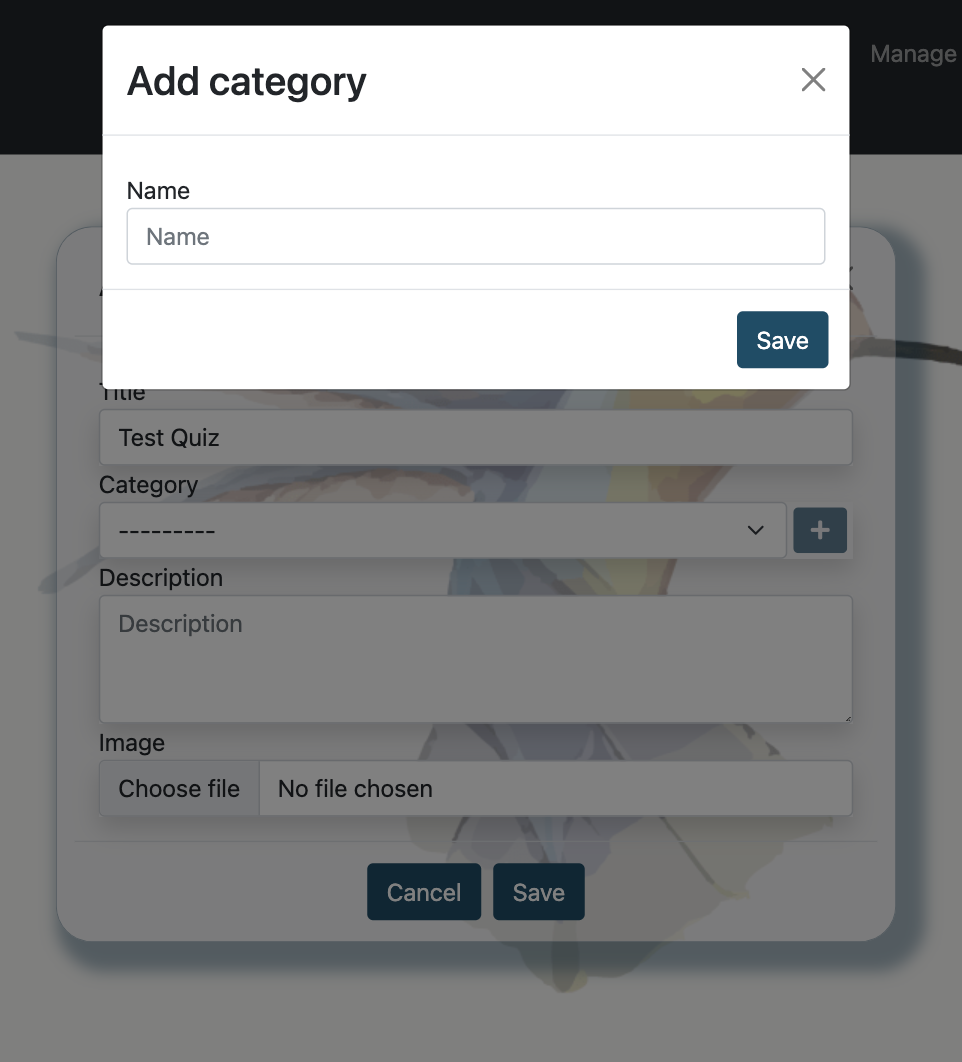 Manage
Add category
Name
Name
Save
Title
Test Quiz
Category
---------
Description
Description
Image
Choose file No file chosen
Cancel Save